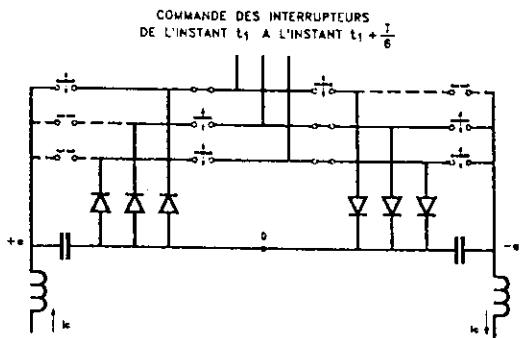 COMMANDE DES INTERRUPTEURS
DE L'INSTANT t₁ A L'INSTANT t₁ + T/6
+e
-e
Ic
Ic